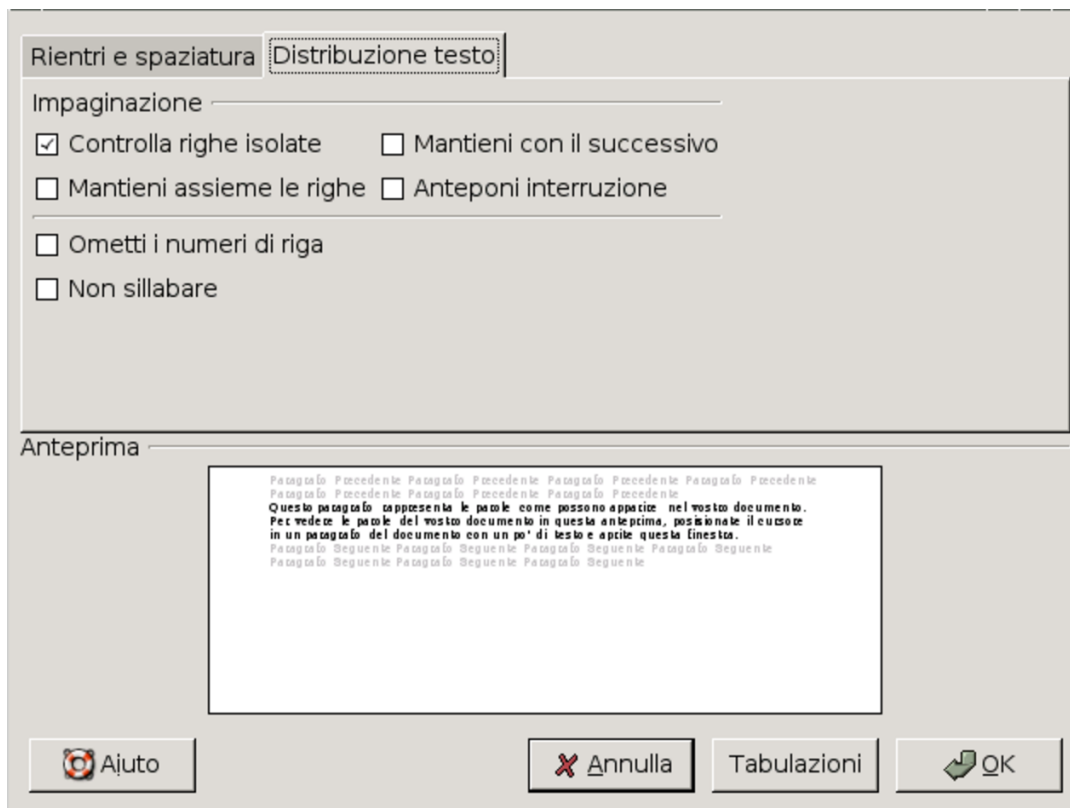 Rientri e spaziatura Distribuzione testo
Impaginazione
Controlla righe isolate Mantieni con il successivo
Mantieni assieme le righe Anteponi interruzione
Ometti i numeri di riga
Non sillabare
Anteprima
Paragrafo Precedente Paragrafo Precedente Paragrafo Precedente Paragrafo Precedente
Paragrafo Precedente Paragrafo Precedente Paragrafo Precedente
Questo paragrafo rappresenta le parole come possono apparire nel vostro documento.
Per vedere le parole del vostro documento in questa anteprima, posizionate il cursore
in un paragrafo del documento con un po' di testo e aprite questa finestra.
Paragrafo Seguente Paragrafo Seguente Paragrafo Seguente Paragrafo Seguente
Paragrafo Seguente Paragrafo Seguente Paragrafo Seguente
Aiuto Annulla Tabulazioni OK